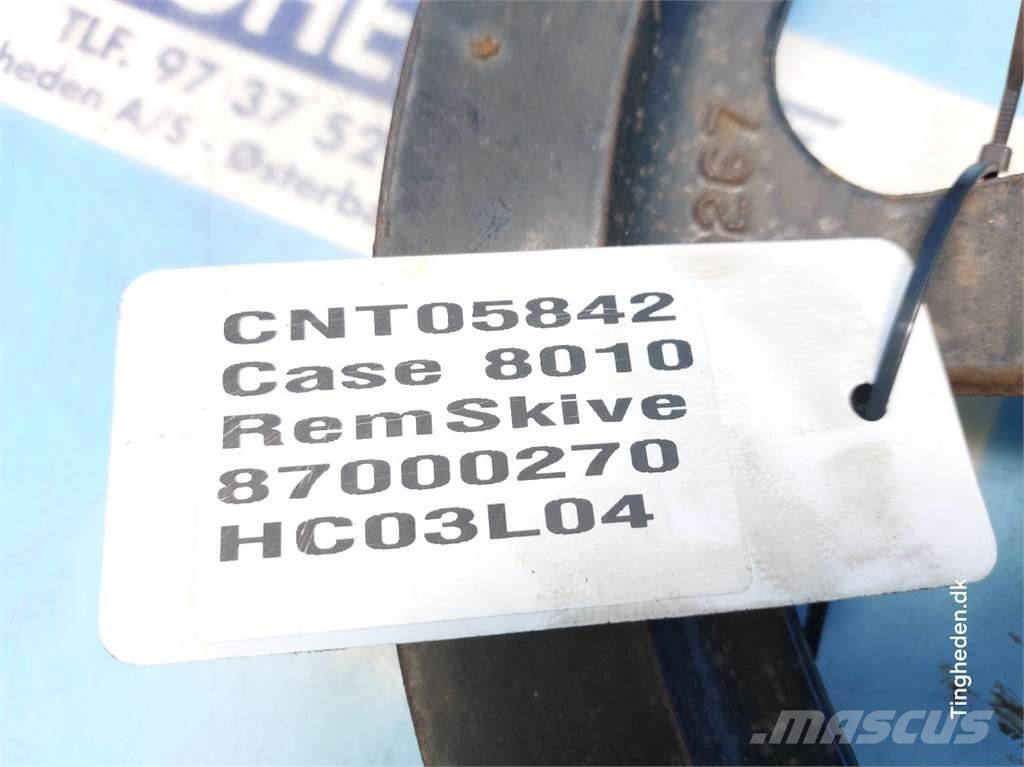 TLF. 97 37 52
heden A/S - Østerb
267
CNT05842
Case 8010
RemSkive
87000270
HC03L04
Tingheden.dk
MASCUS